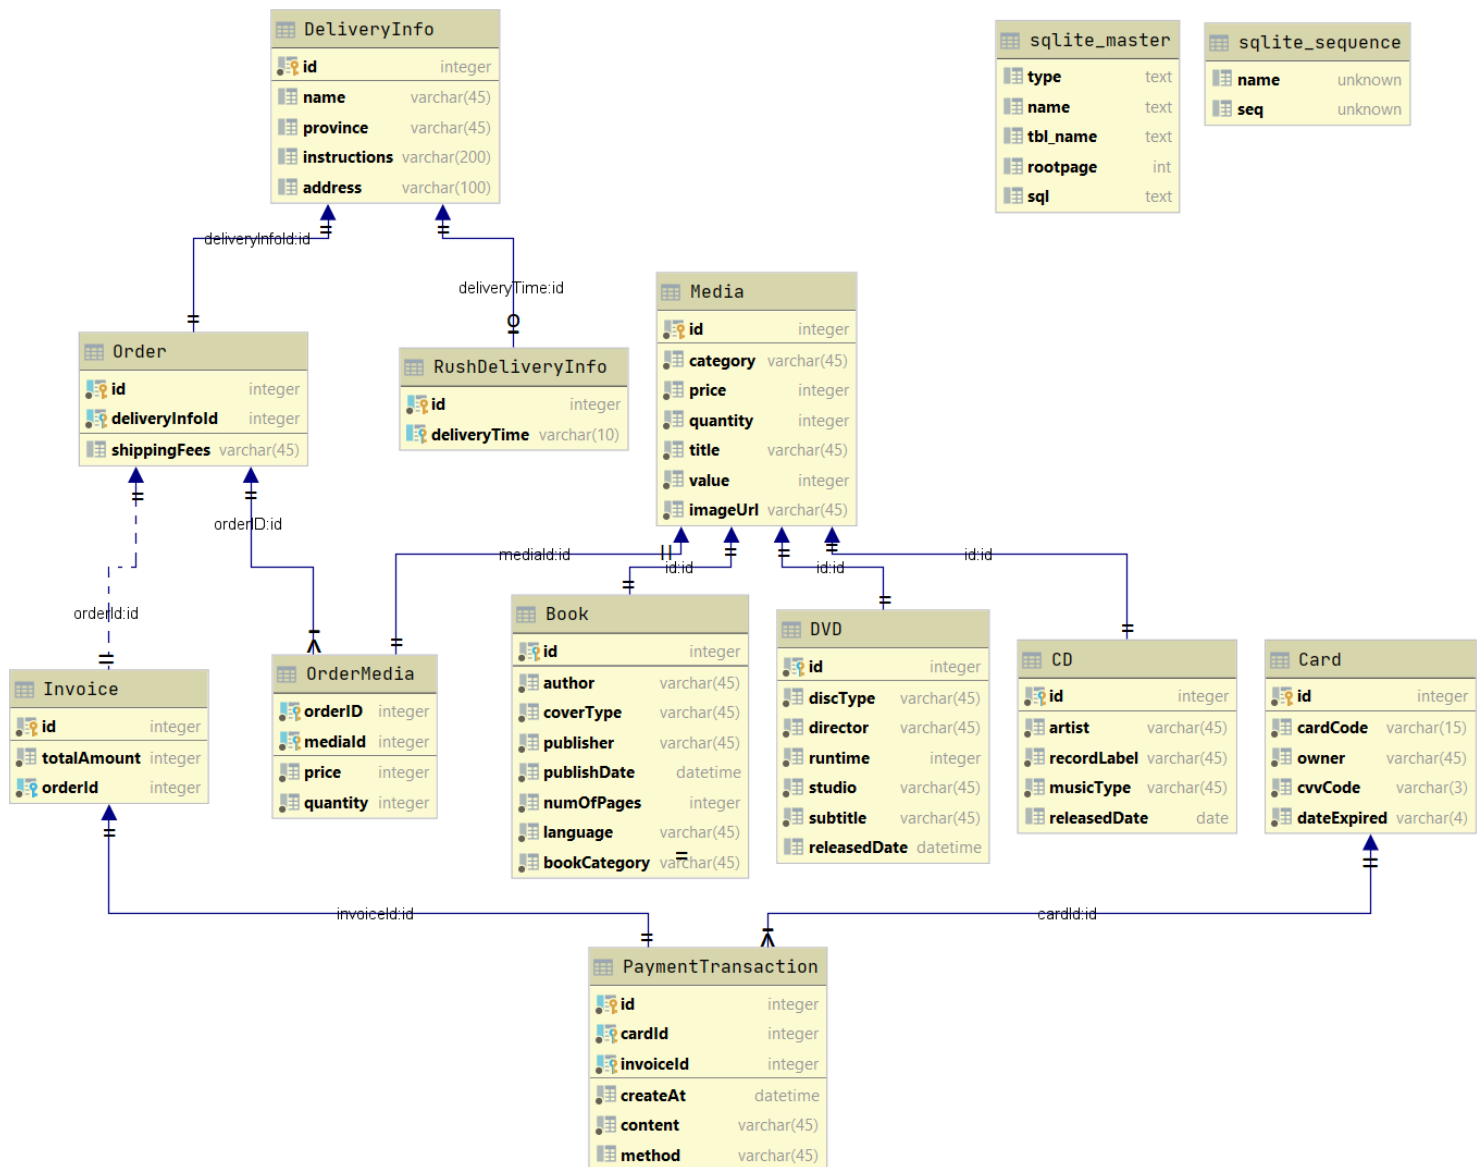 DeliveryInfo
id integer
name varchar(45)
province varchar(45)
instructions varchar(200)
address varchar(100)
sqlite_master
type text
name text
tbl_name text
rootpage int
sql text
sqlite_sequence
name unknown
seq unknown
deliveryInfoId:id
deliveryTime:id
Order
id integer
deliveryInfoId integer
shippingFees varchar(45)
RushDeliveryInfo
id integer
deliveryTime varchar(10)
Media
id integer
category varchar(45)
price integer
quantity integer
title varchar(45)
value integer
imageUrl varchar(45)
orderID:id
mediaId:id
id:id
id:id
id:id
orderId:id
Invoice
id integer
totalAmount integer
orderId integer
OrderMedia
orderID integer
mediaId integer
price integer
quantity integer
Book
id integer
author varchar(45)
coverType varchar(45)
publisher varchar(45)
publishDate datetime
numOfPages integer
language varchar(45)
bookCategory varchar(45)
DVD
id integer
discType varchar(45)
director varchar(45)
runtime integer
studio varchar(45)
subtitle varchar(45)
releasedDate datetime
CD
id integer
artist varchar(45)
recordLabel varchar(45)
musicType varchar(45)
releasedDate date
Card
id integer
cardCode varchar(15)
owner varchar(45)
cvvCode varchar(3)
dateExpired varchar(4)
invoiceId:id
cardId:id
PaymentTransaction
id integer
cardId integer
invoiceId integer
createAt datetime
content varchar(45)
method varchar(45)